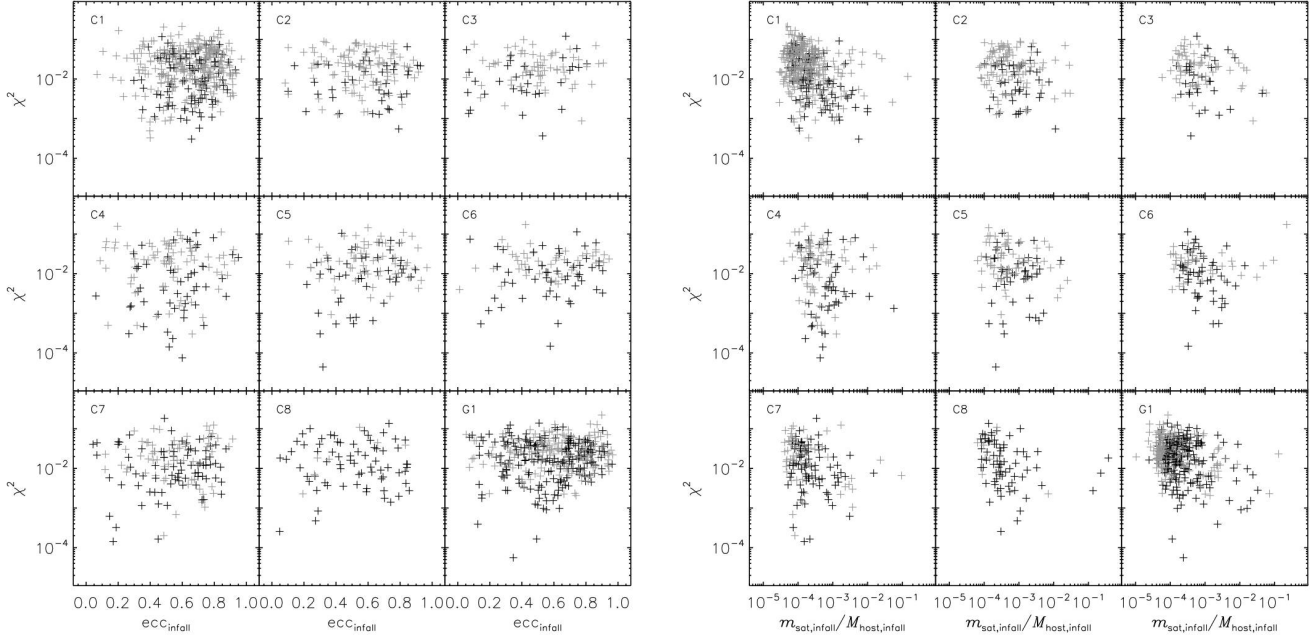 C1 C2 C3
10⁻²
χ²
10⁻⁴
C4 C5 C6
10⁻²
χ²
10⁻⁴
C7 C8 G1
10⁻²
χ²
10⁻⁴
0.0 0.2 0.4 0.6 0.8 1.0 0.0 0.2 0.4 0.6 0.8 1.0 0.0 0.2 0.4 0.6 0.8 1.0
ecc_infall ecc_infall ecc_infall
C1 C2 C3
10⁻²
χ²
10⁻⁴
C4 C5 C6
10⁻²
χ²
10⁻⁴
C7 C8 G1
10⁻²
χ²
10⁻⁴
10⁻⁵ 10⁻⁴ 10⁻³ 10⁻² 10⁻¹ 10⁻⁵ 10⁻⁴ 10⁻³ 10⁻² 10⁻¹ 10⁻⁵ 10⁻⁴ 10⁻³ 10⁻² 10⁻¹
m_sat,infall/M_host,infall m_sat,infall/M_host,infall m_sat,infall/M_host,infall